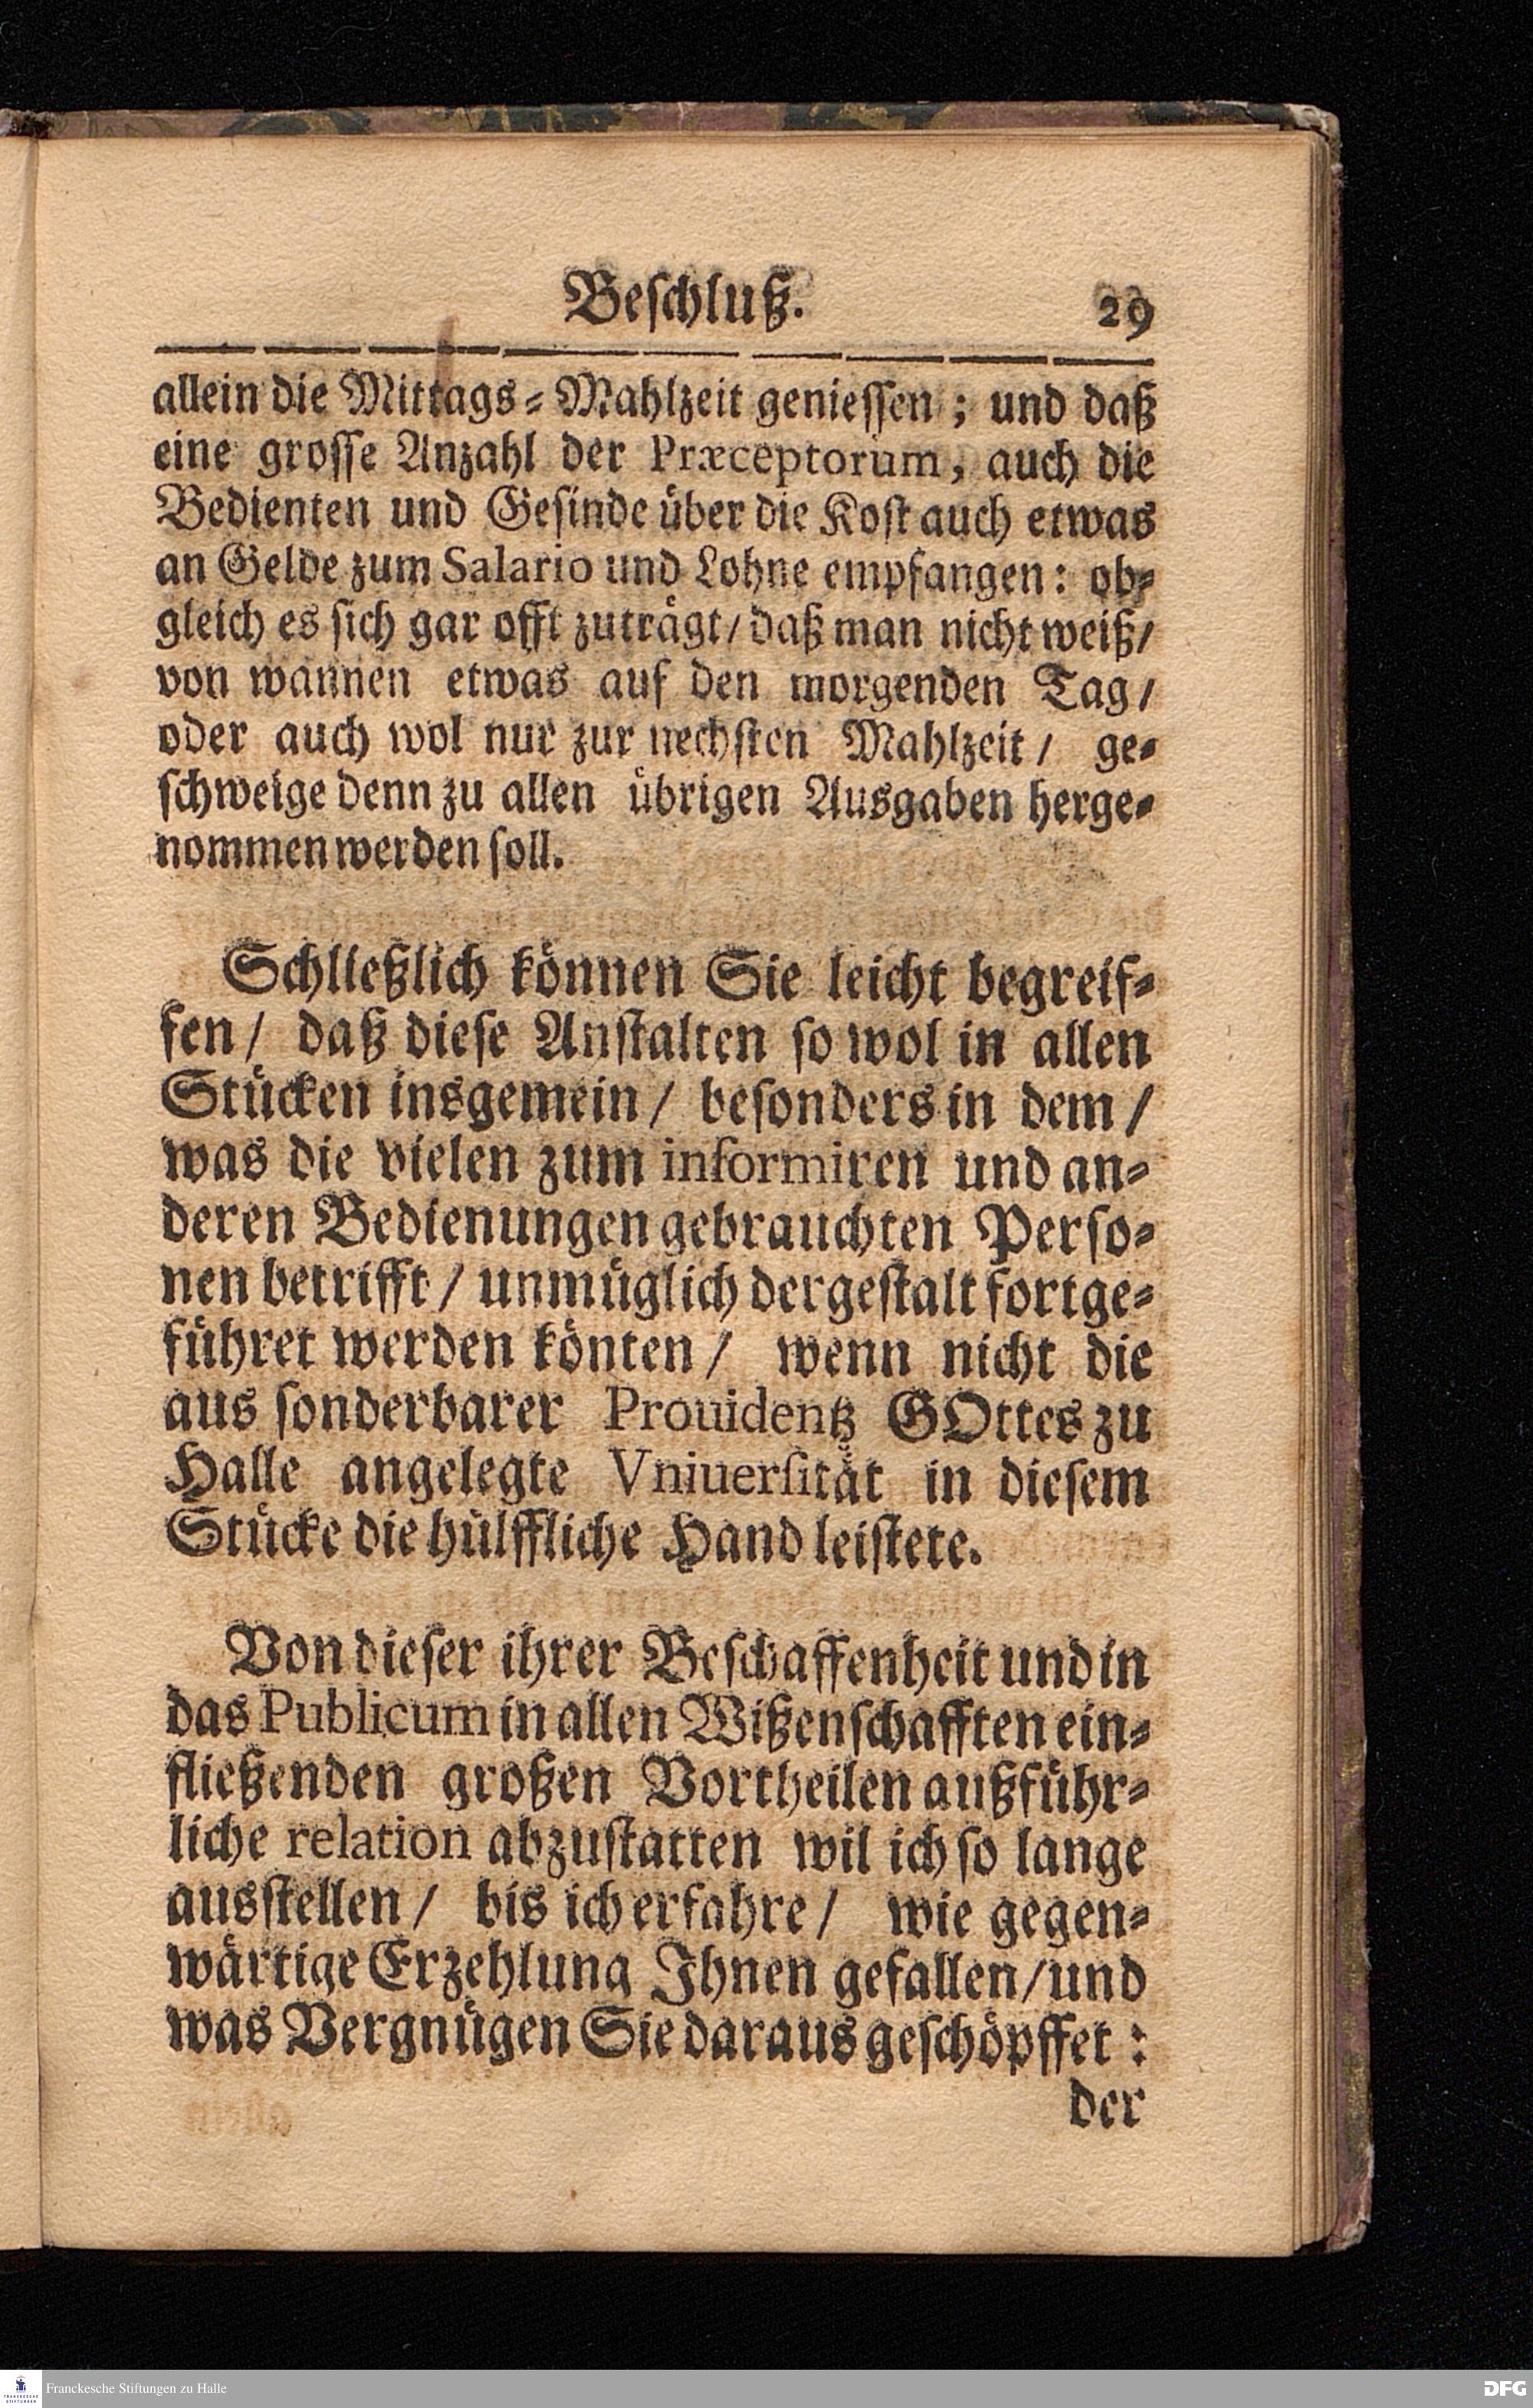 Beſchluß. 29
allein die Mittags-Mahlzeit genieſſen; und daß
eine groſſe Anzahl der Præceptorum, auch die
Bedienten und Geſinde über die Koſt auch etwas
an Gelde zum Salario und Lohne empfangen: ob-
gleich es ſich gar offt zuträgt/ daß man nicht weiß/
von wannen etwas auf den morgenden Tag/
oder auch wol nur zur nechſten Mahlzeit/ ge-
ſchweige denn zu allen übrigen Ausgaben herge-
nommen werden ſoll.
Schließlich können Sie leicht begreif-
fen/ daß dieſe Anſtalten ſo wol in allen
Stücken insgemein/ beſonders in dem/
was die vielen zum informiren und an-
deren Bedienungen gebrauchten Perſo-
nen betrifft/ unmüglich dergeſtalt fortge-
führet werden könten/ wenn nicht die
aus ſonderbarer Prouidentz GOttes zu
Halle angelegte Vniuerſität in dieſem
Stücke die hülffliche Hand leiſtete.
Von dieſer ihrer Beſchaffenheit und in
das Publicum in allen Wißenſchafften ein-
fließenden großen Vortheilen außführ-
liche relation abzuſtatten wil ich ſo lange
ausſtellen/ bis ich erfahre/ wie gegen-
wärtige Erzehlung Ihnen gefallen/und
was Vergnügen Sie daraus geſchöpffet:
der
FRANCKESCHE STIFTUNGEN
Franckesche Stiftungen zu Halle
DFG